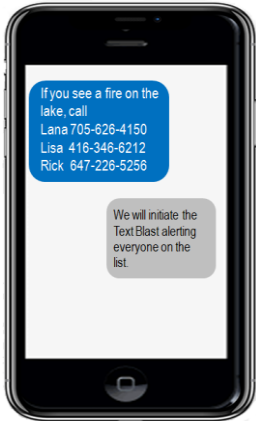 If you see a fire on the
lake, call
Lana 705-626-4150
Lisa 416-346-6212
Rick 647-226-5256
We will initiate the
Text Blast alerting
everyone on the
list.